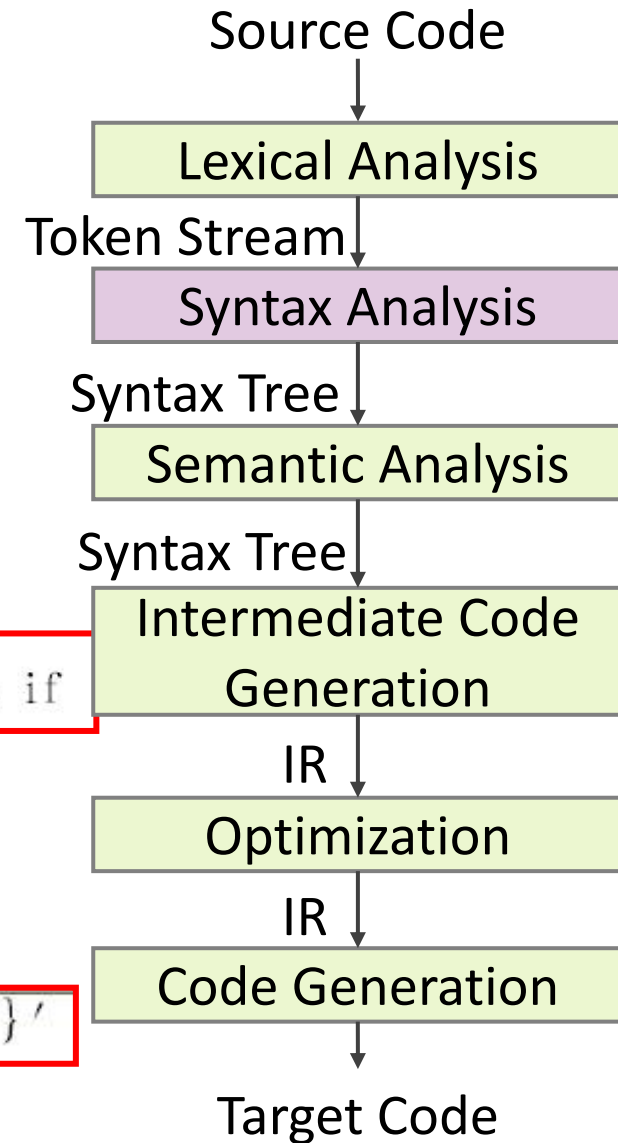 Source Code
Lexical Analysis
Token Stream
Syntax Analysis
Syntax Tree
Semantic Analysis
Syntax Tree
Intermediate Code
Generation
if
IR
Optimization
IR
Code Generation
}'
Target Code